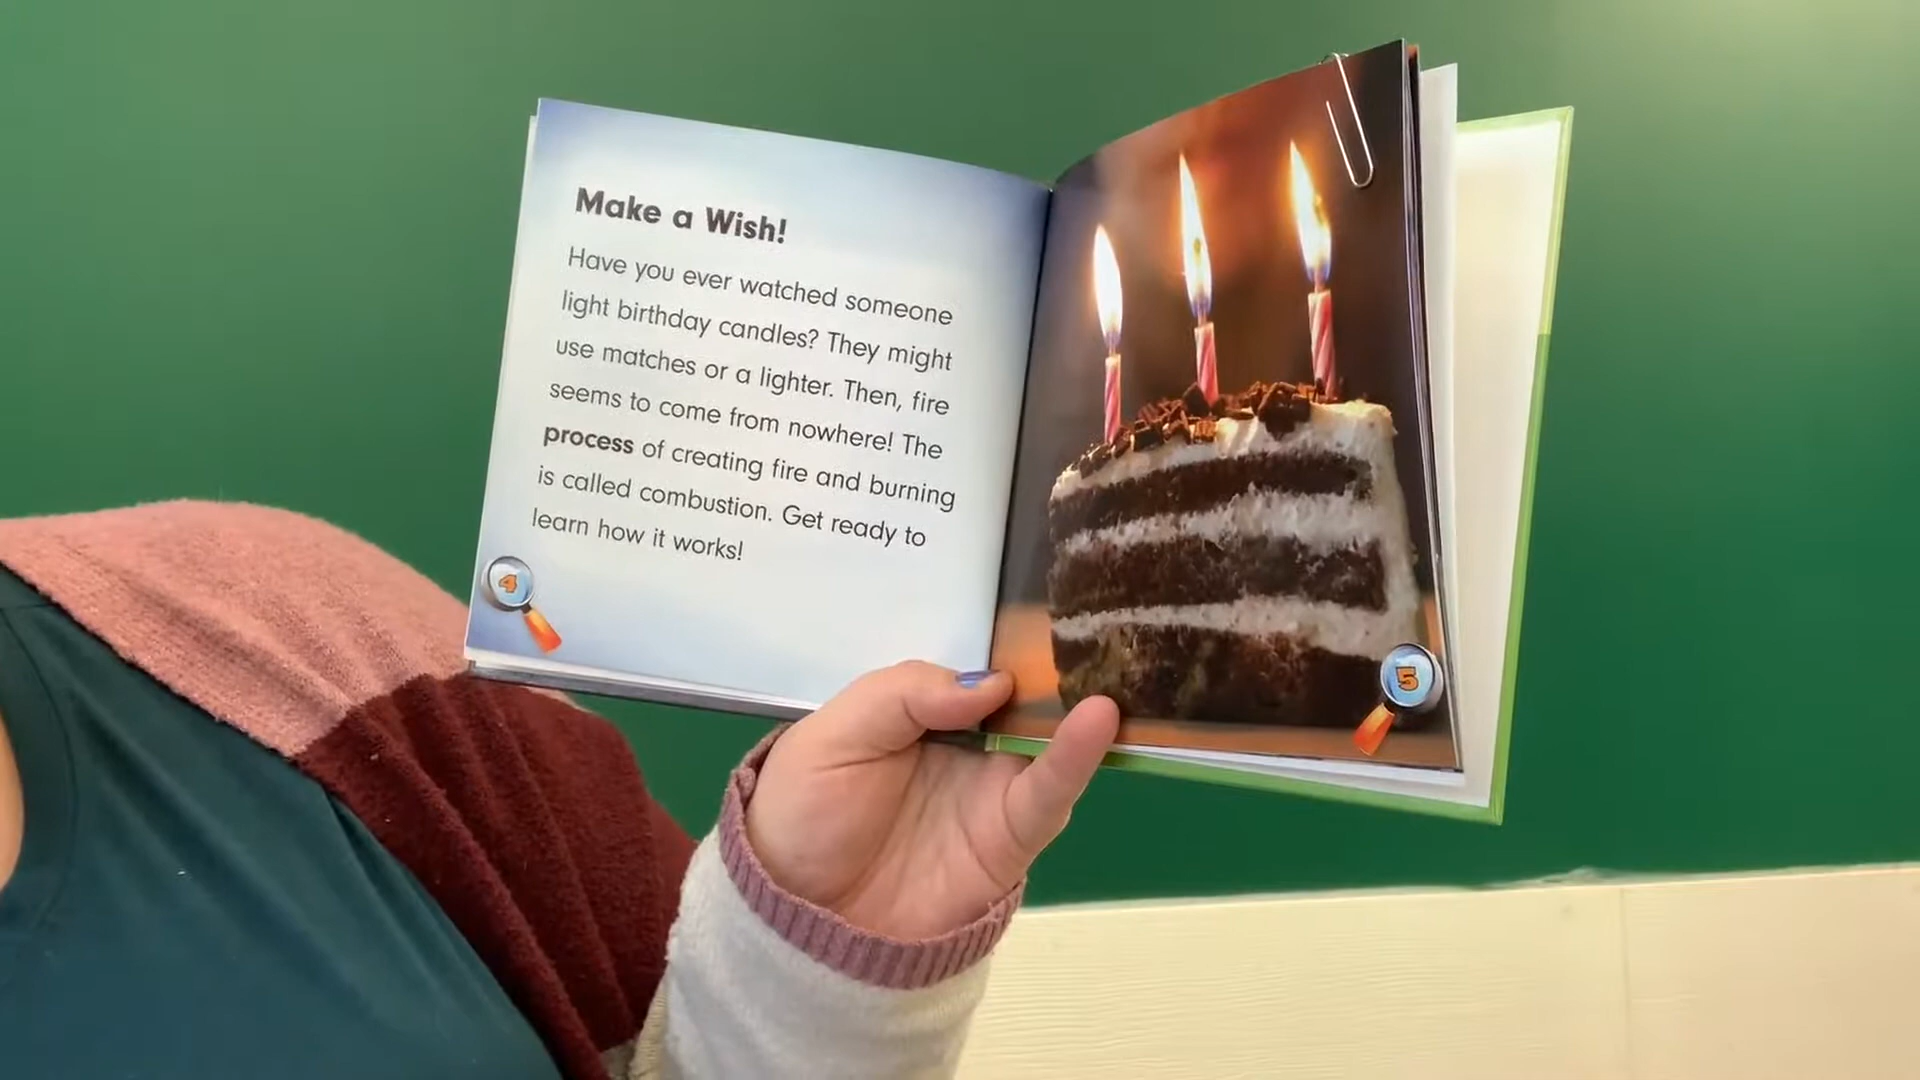 Make a Wish!
Have you ever watched someone
light birthday candles? They might
use matches or a lighter. Then, fire
seems to come from nowhere! The
process of creating fire and burning
is called combustion. Get ready to
learn how it works!
4
5